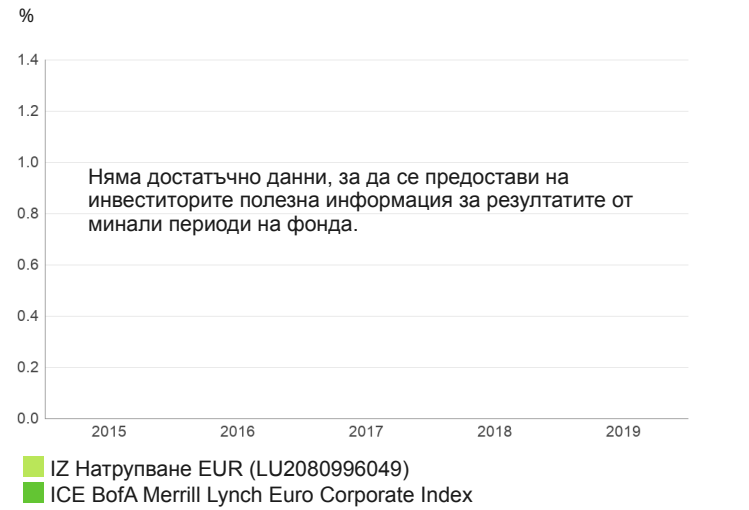 %
1.4
1.2
1.0
Няма достатъчно данни, за да се предостави на
инвеститорите полезна информация за резултатите от
0.8
минали периоди на фонда.
0.6
0.4
0.2
0.0
2015 2016 2017 2018 2019
IZ Натрупване EUR (LU2080996049)
ICE BofA Merrill Lynch Euro Corporate Index